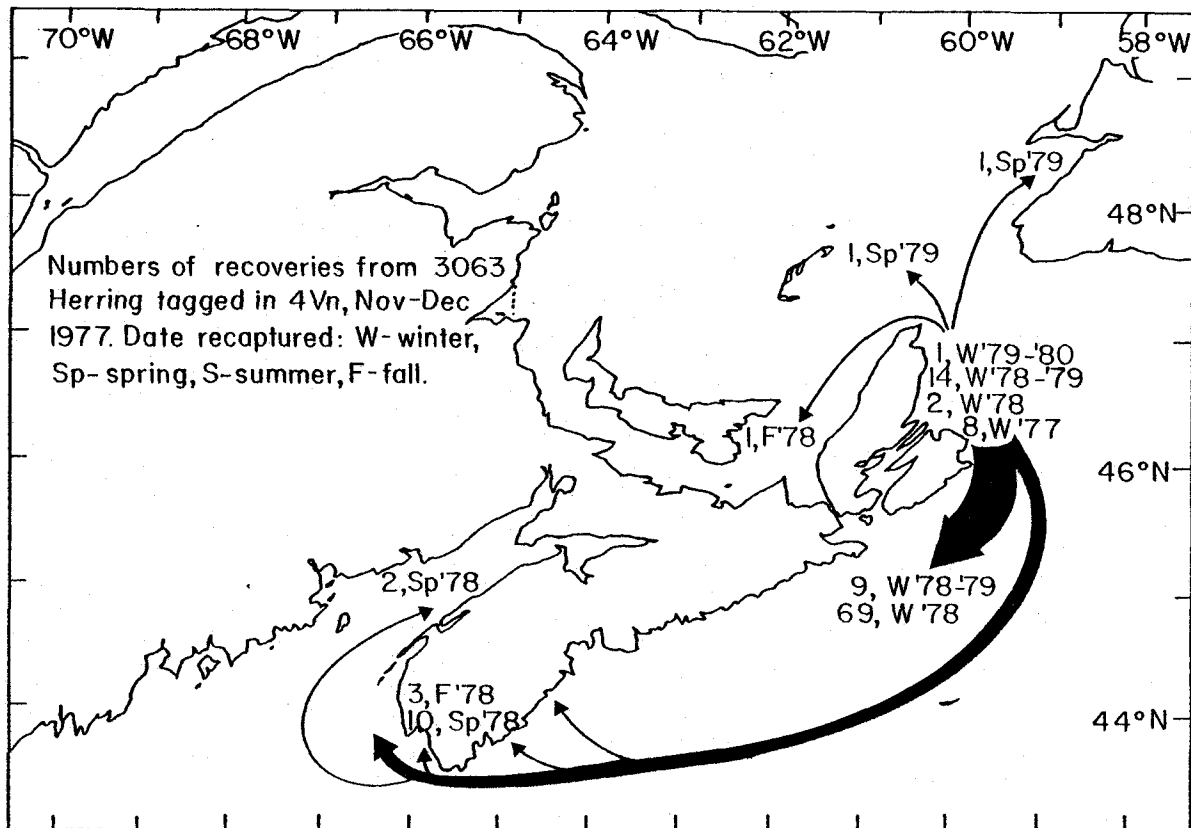 70°W 68°W 66°W 64°W 62°W 60°W 58°W
1,Sp'79
48°N
1,Sp'79
Numbers of recoveries from 3063
Herring tagged in 4Vn, Nov-Dec
1977. Date recaptured: W-winter,
Sp-spring, S-summer, F-fall.
1, W'79-'80
14, W'78-'79
2, W'78
8, W'77
1,F'78
46°N
2,Sp'78
9, W'78-'79
69, W'78
3, F'78
10, Sp'78
44°N